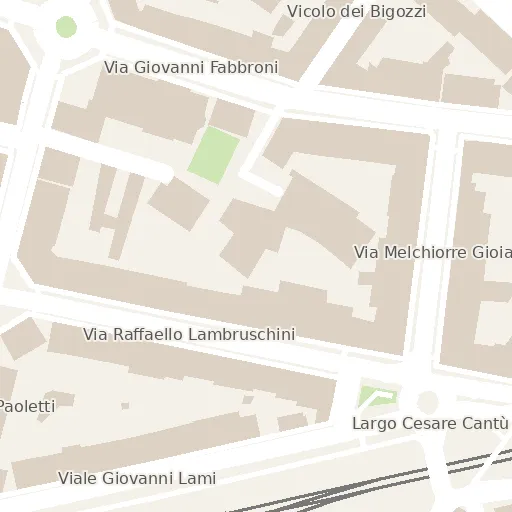 Vicolo dei Bigozzi
Via Giovanni Fabbroni
Via Melchiorre Gioia
Via Raffaello Lambruschini
Paoletti
Largo Cesare Cantù
Viale Giovanni Lami